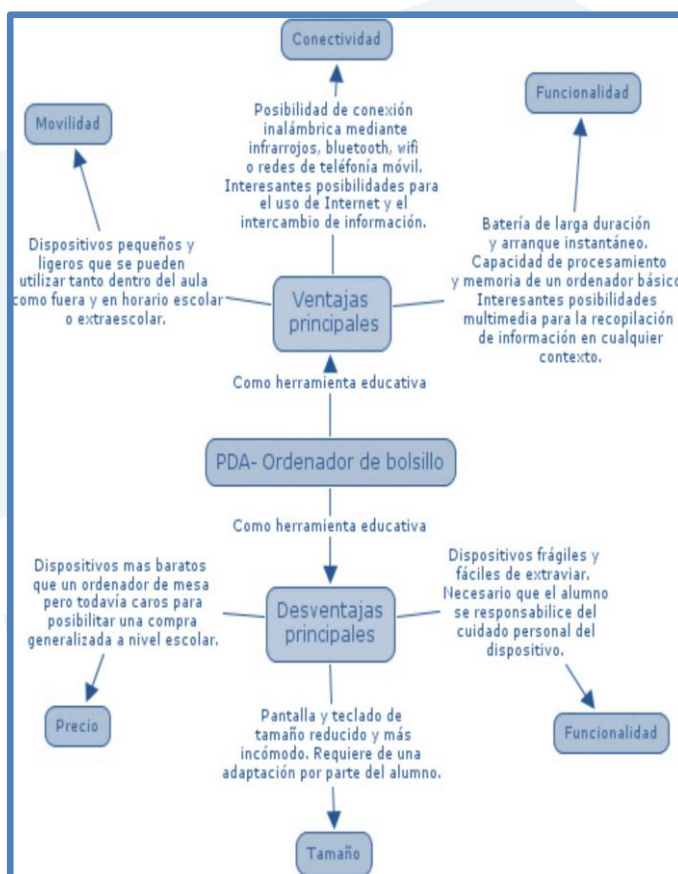 Conectividad
Funcionalidad
Movilidad
Posibilidad de conexión
inalámbrica mediante
infrarrojos, bluetooth, wifi
o redes de teléfonía móvil.
Interesantes posibilidades para
el uso de Internet y el
intercambio de información.
Dispositivos pequeños y
ligeros que se pueden
utilizar tanto dentro del aula
como fuera y en horario escolar
o extraescolar.
Batería de larga duración
y arranque instantáneo.
Capacidad de procesamiento
y memoria de un ordenador básico
Interesantes posibilidades
multimedia para la recopilación
de información en cualquier
contexto.
Ventajas
principales
Como herramienta educativa
PDA- Ordenador de bolsillo
Como herramienta educativa
Desventajas
principales
Dispositivos mas baratos
que un ordenador de mesa
pero todavía caros para
posibilitar una compra
generalizada a nivel escolar.
Dispositivos frágiles y
fáciles de extraviar.
Necesario que el alumno
se responsabilice del
cuidado personal del
dispositivo.
Precio
Pantalla y teclado de
tamaño reducido y más
incómodo. Requiere de una
adaptación por parte del alumno.
Funcionalidad
Tamaño